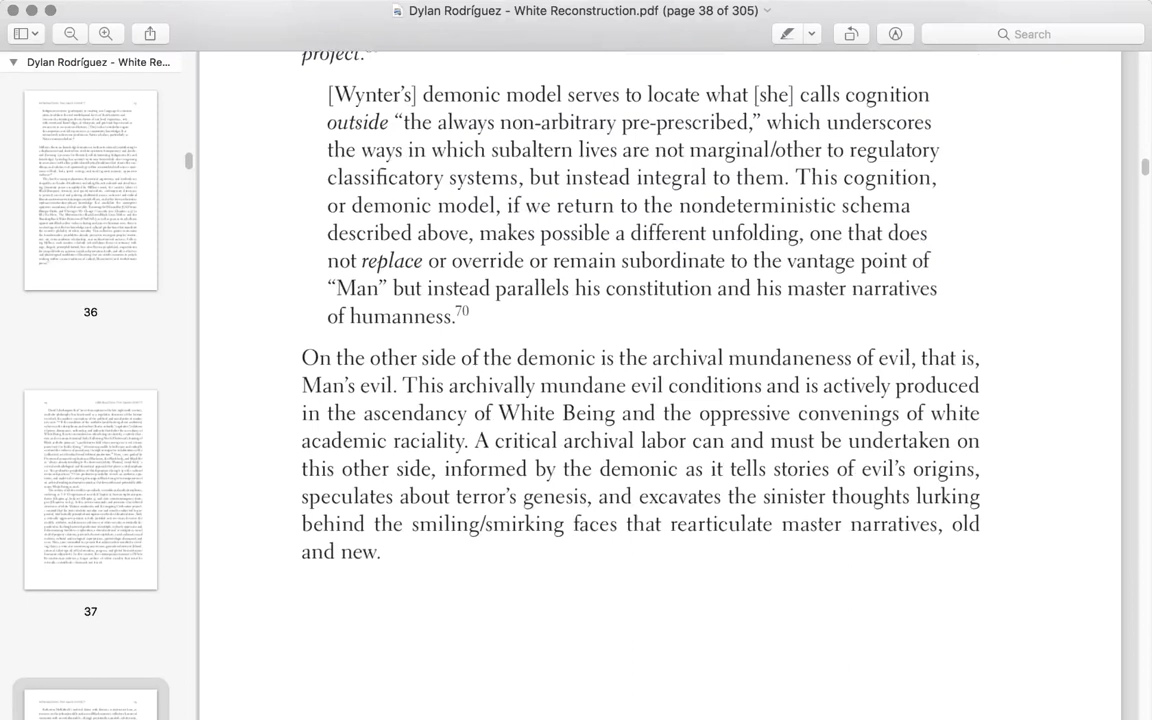 Dylan Rodríguez - White Reconstruction.pdf (page 38 of 305)
Search
Dylan Rodríguez - White Re...
36
37
project.
[Wynter's] demonic model serves to locate what [she] calls cognition
outside “the always non-arbitrary pre-prescribed,” which underscores
the ways in which subaltern lives are not marginal/other to regulatory
classificatory systems, but instead integral to them. This cognition,
or demonic model, if we return to the nondeterministic schema
described above, makes possible a different unfolding, one that does
not replace or override or remain subordinate to the vantage point of
“Man” but instead parallels his constitution and his master narratives
of humanness.70
On the other side of the demonic is the archival mundaneness of evil, that is,
Man's evil. This archivally mundane evil conditions and is actively produced
in the ascendancy of White Being and the oppressive convenings of white
academic raciality. A critical archival labor can and must be undertaken on
this other side, informed by the demonic as it tells stories of evil's origins,
speculates about terror's genesis, and excavates the sinister thoughts lurking
behind the smiling/smirking faces that rearticulate master narratives, old
and new.